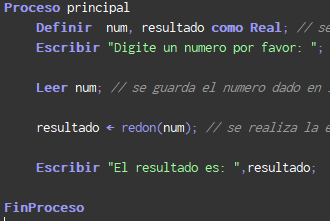 Proceso principal
Definir num, resultado como Real; // se
Escribir "Digite un numero por favor: ";
Leer num; // se guarda el numero dado en
resultado ← redon(num); // se realiza la
Escribir "El resultado es: ",resultado;
FinProceso